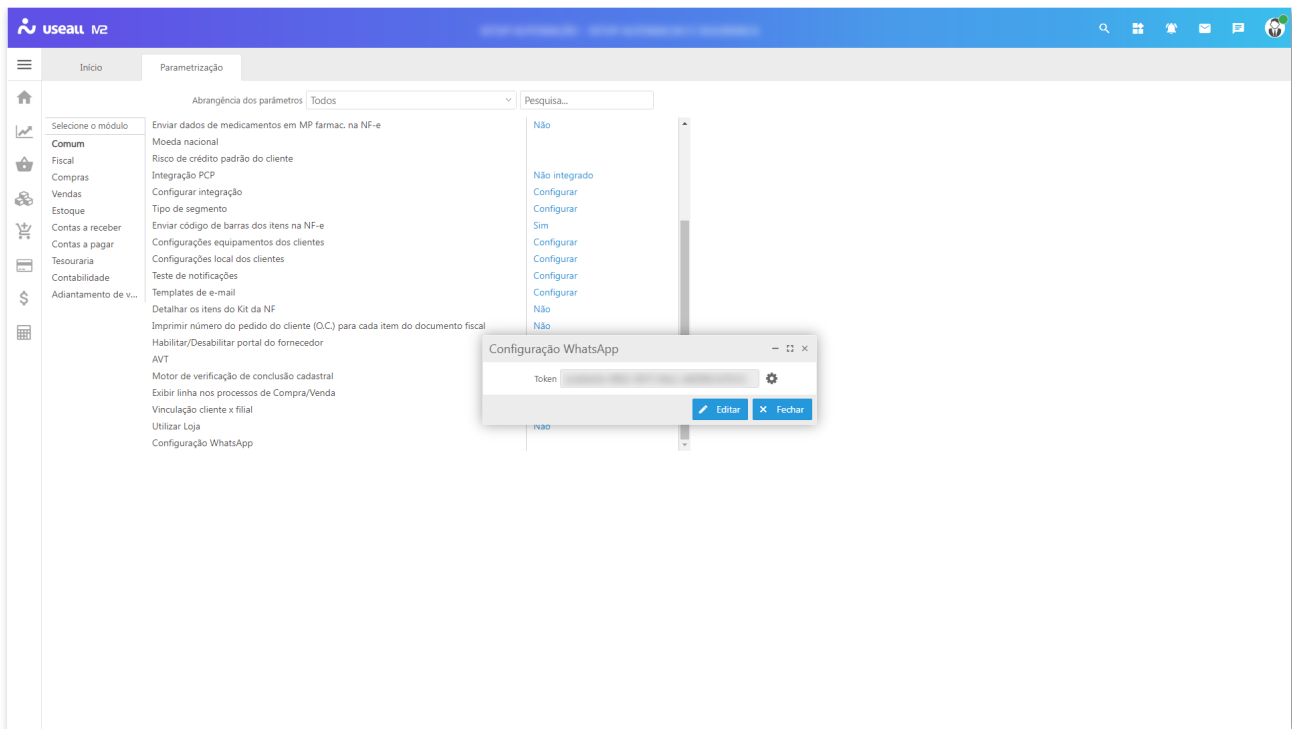 useall M2
Início
Parametrização
Abrangência dos parâmetros Todos Pesquisa...
Selecione o módulo
Comum
Fiscal
Compras
Vendas
Estoque
Contas a receber
Contas a pagar
Tesouraria
Contabilidade
Adiantamento de v...
Enviar dados de medicamentos em MP farmac. na NF-e Não
Moeda nacional
Risco de crédito padrão do cliente
Integração PCP Não integrado
Configurar integração Configurar
Tipo de segmento Configurar
Enviar código de barras dos itens na NF-e Sim
Configurações equipamentos dos clientes Configurar
Configurações local dos clientes Configurar
Teste de notificações Configurar
Templates de e-mail Configurar
Detalhar os itens do Kit da NF Não
Imprimir número do pedido do cliente (O.C.) para cada item do documento fiscal Não
Habilitar/Desabilitar portal do fornecedor
AVT
Motor de verificação de conclusão cadastral
Exibir linha nos processos de Compra/Venda
Vinculação cliente x filial
Utilizar Loja Não
Configuração WhatsApp
Configuração WhatsApp
Token
Editar
Fechar